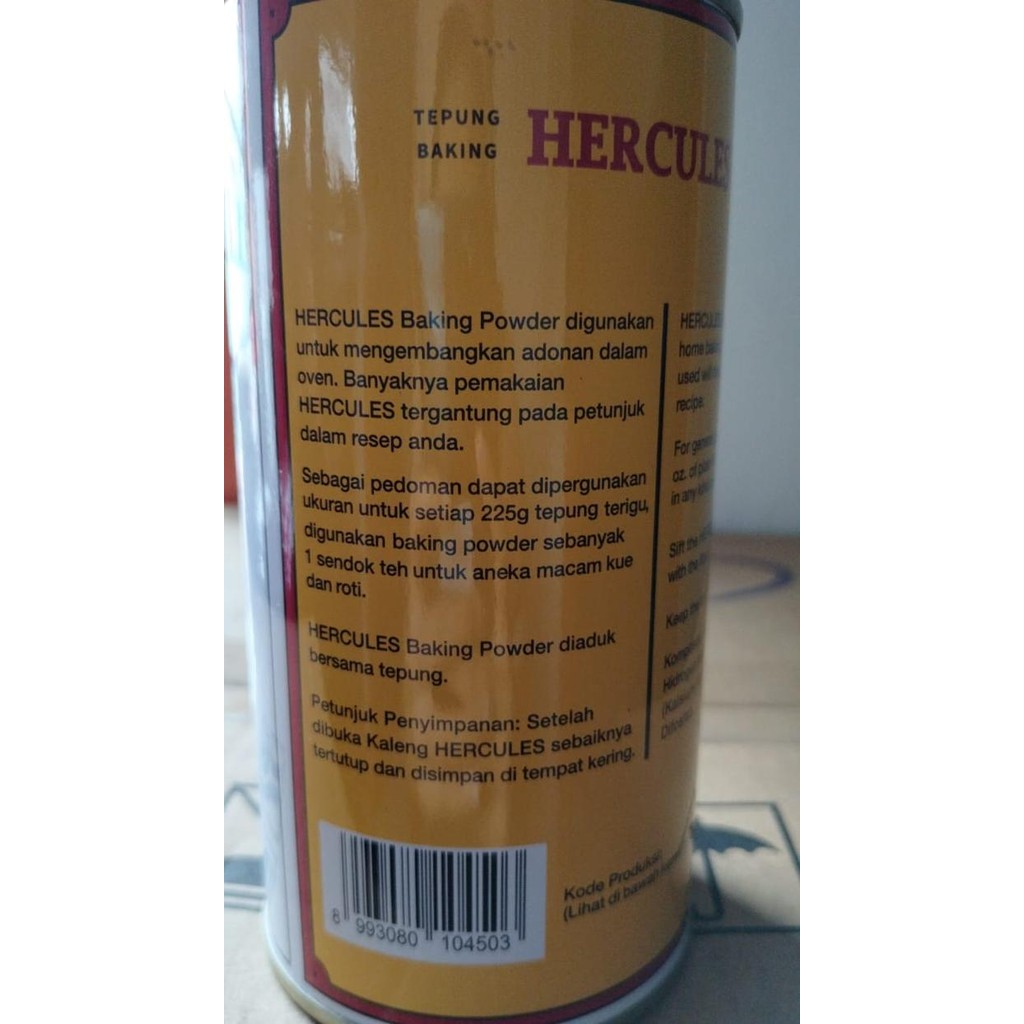 TEPUNG
BAKING
HERCULES
HERCULES Baking Powder digunakan
untuk mengembangkan adonan dalam
oven. Banyaknya pemakaian
HERCULES tergantung pada petunjuk
dalam resep anda.
Sebagai pedoman dapat dipergunakan
ukuran untuk setiap 225g tepung terigu,
digunakan baking powder sebanyak
1 sendok teh untuk aneka macam kue
dan roti.
HERCULES Baking Powder diaduk
bersama tepung.
Petunjuk Penyimpanan: Setelah
dibuka Kaleng HERCULES sebaiknya
tertutup dan disimpan di tempat kering.
home
used
recipe.
For
oz. of
in any
Sift the
with the
Keep the
Kode Produksi
(Lihat di bawah
8 993080 104503